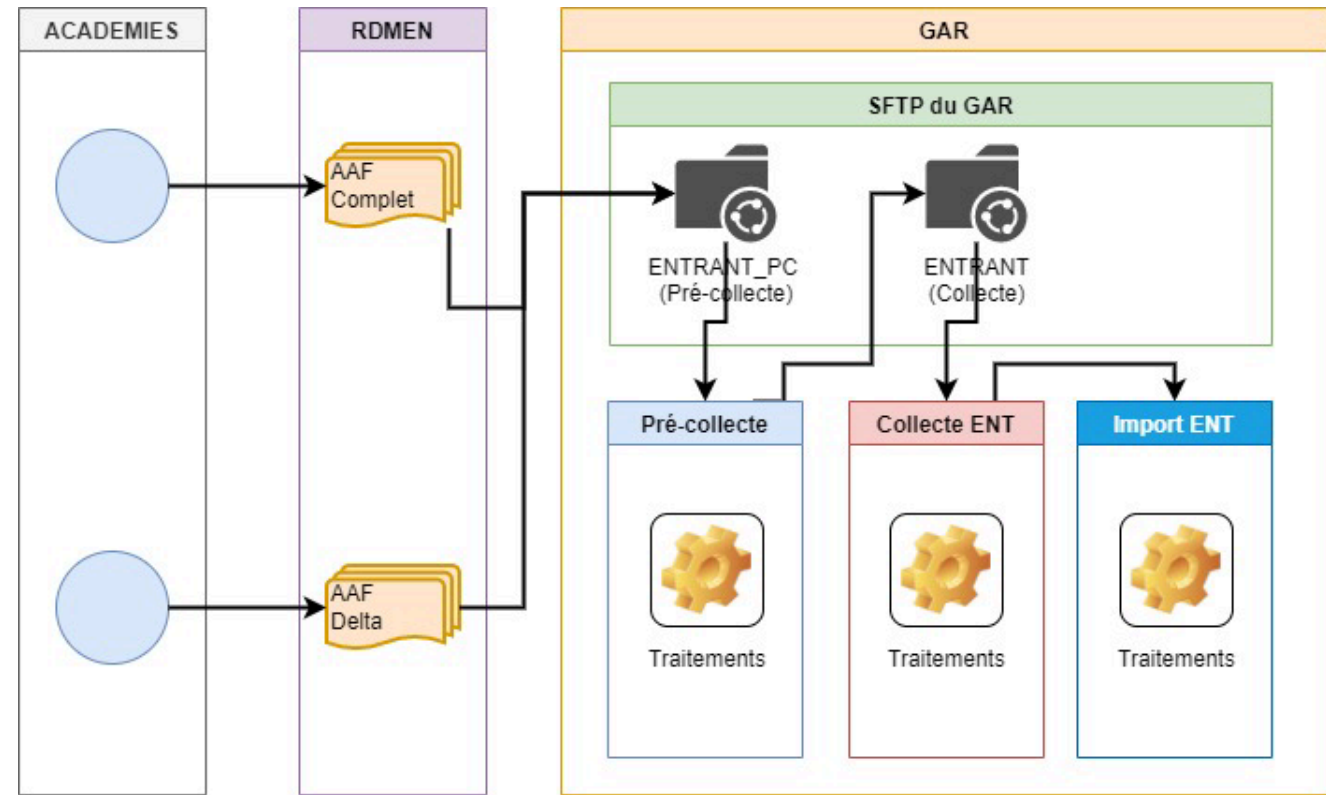 ACADEMIES
RDMEN
GAR
SFTP du GAR
AAF
Complet
ENTRANT_PC
(Pré-collecte)
ENTRANT
(Collecte)
Pré-collecte
Collecte ENT
Import ENT
AAF
Delta
Traitements
Traitements
Traitements